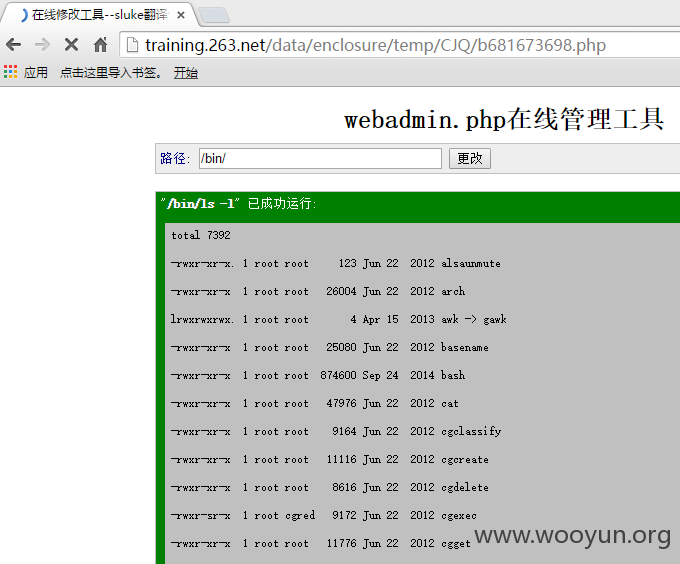 在线修改工具--sluke翻译
training.263.net/data/enclosure/temp/CJQ/b681673698.php
应用 点击这里导入书签。 开始
webadmin.php在线管理工具
路径: /bin/ 更改
"/bin/ls -l" 已成功运行:
total 7392
-rwxr-xr-x. 1 root root 123 Jun 22 2012 alsaunmute
-rwxr-xr-x 1 root root 26004 Jun 22 2012 arch
lrwxrwxrwx. 1 root root 4 Apr 15 2013 awk -> gawk
-rwxr-xr-x 1 root root 25080 Jun 22 2012 basename
-rwxr-xr-x 1 root root 874600 Sep 24 2014 bash
-rwxr-xr-x 1 root root 47976 Jun 22 2012 cat
-rwxr-xr-x 1 root root 9164 Jun 22 2012 cgclassify
-rwxr-xr-x 1 root root 11116 Jun 22 2012 cgcreate
-rwxr-xr-x 1 root root 8616 Jun 22 2012 cgdelete
-rwxr-sr-x 1 root cgred 9172 Jun 22 2012 cgexec
-rwxr-xr-x 1 root root 11776 Jun 22 2012 cgget
www.wooyun.org